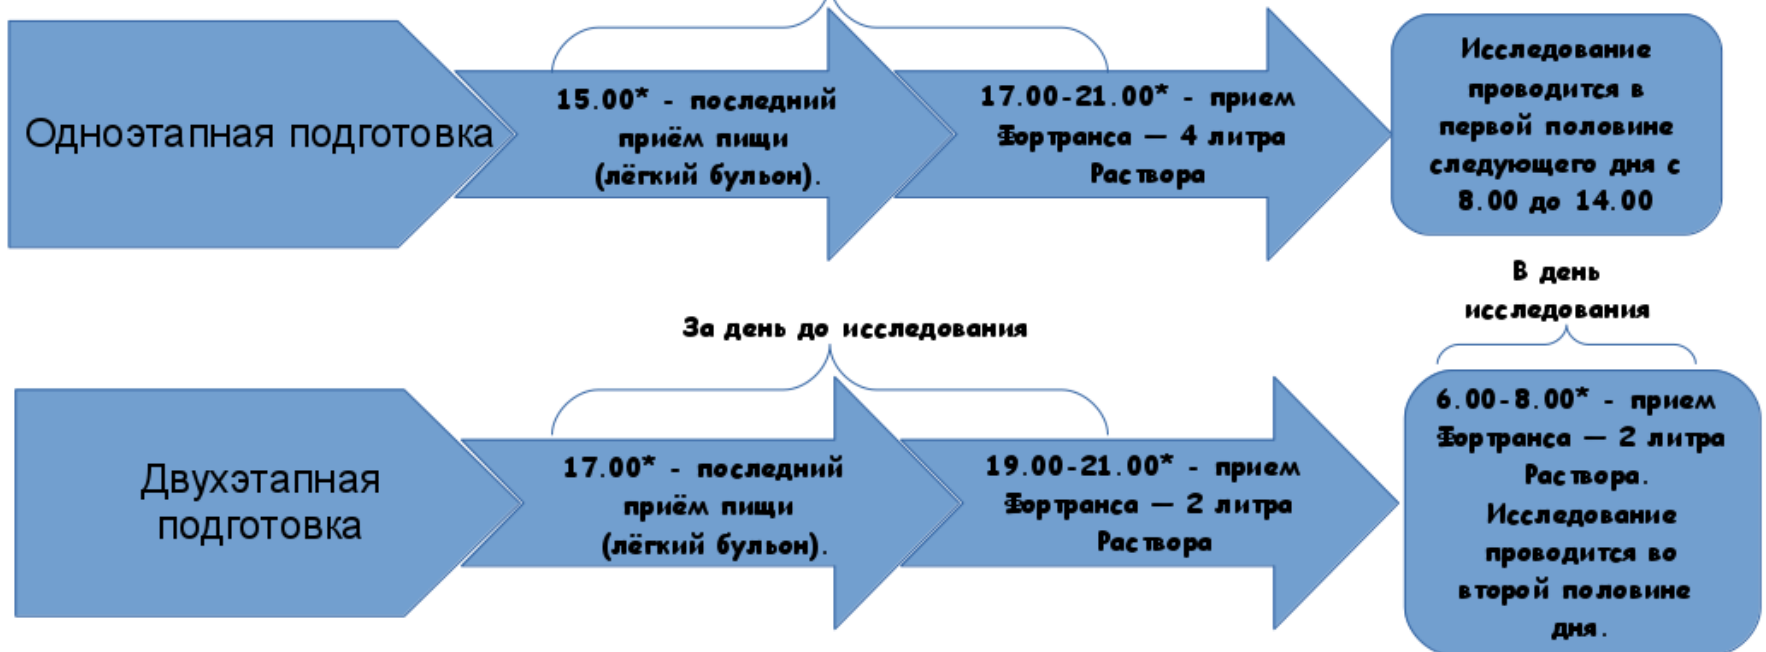 Одноэтапная подготовка
15.00* - последний
приём пищи
(лёгкий бульон).
17.00-21.00* - прием
Фортранса — 4 литра
Раствора
Исследование
проводится в
первой половине
следующего дня с
8.00 до 14.00
За день до исследования
В день
исследования
Двухэтапная
подготовка
17.00* - последний
приём пищи
(лёгкий бульон).
19.00-21.00* - прием
Фортранса — 2 литра
Раствора
6.00-8.00* - прием
Фортранса — 2 литра
Раствора.
Исследование
проводится во
второй половине
дня.